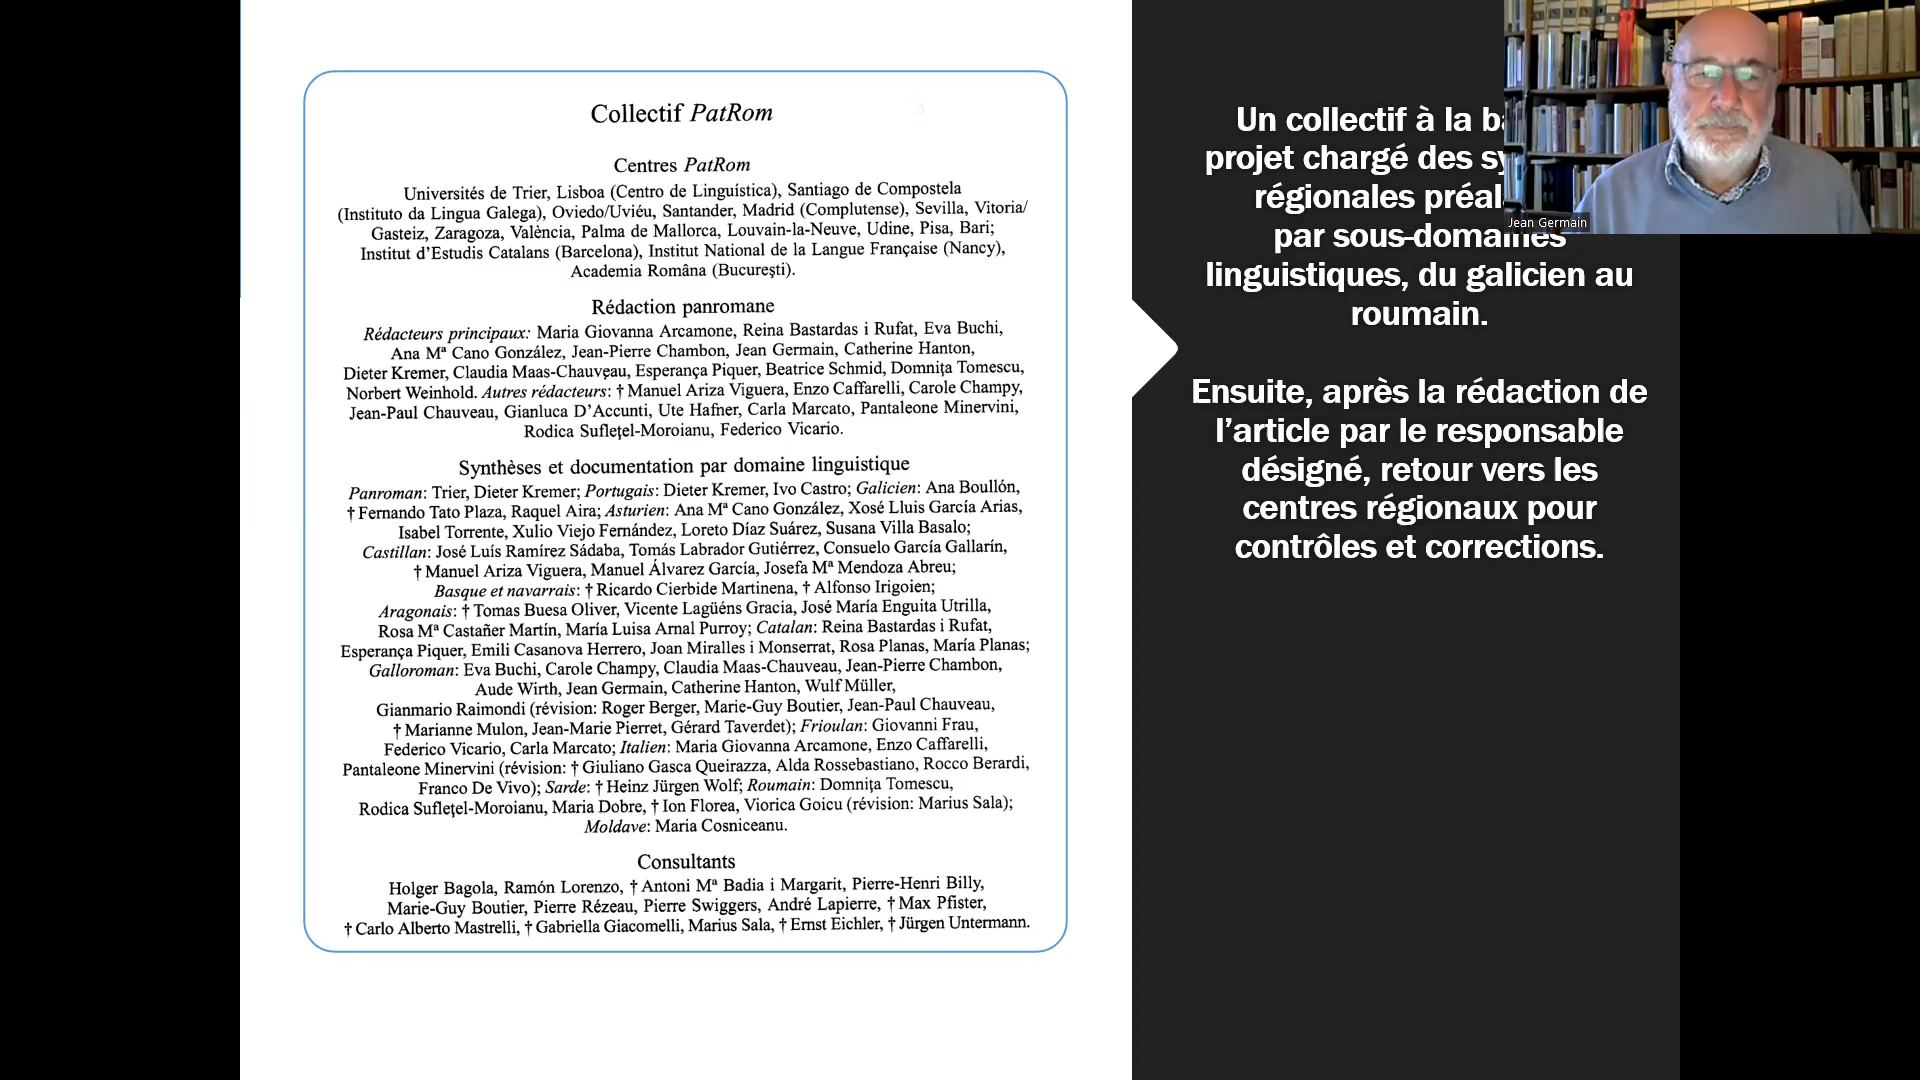 Collectif PatRom
Centres PatRom
Universités de Trier, Lisboa (Centro de Linguística), Santiago de Compostela
(Instituto da Lingua Galega), Oviedo/Uviéu, Santander, Madrid (Complutense), Sevilla, Vitoria/
Gasteiz, Zaragoza, València, Palma de Mallorca, Louvain-la-Neuve, Udine, Pisa, Bari;
Institut d'Estudis Catalans (Barcelona), Institut National de la Langue Française (Nancy),
Academia Româna (Bucureşti).
Rédaction panromane
Rédacteurs principaux: Maria Giovanna Arcamone, Reina Bastardas i Rufat, Eva Buchi,
Ana Mª Cano González, Jean-Pierre Chambon, Jean Germain, Catherine Hanton,
Dieter Kremer, Claudia Maas-Chauveau, Esperança Piquer, Beatrice Schmid, Domniţa Tomescu,
Norbert Weinhold. Autres rédacteurs: † Manuel Ariza Viguera, Enzo Caffarelli, Carole Champy,
Jean-Paul Chauveau, Gianluca D'Accunti, Ute Hafner, Carla Marcato, Pantaleone Minervini,
Rodica Sufleţel-Moroianu, Federico Vicario.
Synthèses et documentation par domaine linguistique
Panroman: Trier, Dieter Kremer; Portugais: Dieter Kremer, Ivo Castro; Galicien: Ana Boullón,
† Fernando Tato Plaza, Raquel Aira; Asturien: Ana Mª Cano González, Xosé Lluis García Arias,
Isabel Torrente, Xulio Viejo Fernández, Loreto Díaz Suárez, Susana Villa Basalo;
Castillan: José Luís Ramírez Sádaba, Tomás Labrador Gutiérrez, Consuelo García Gallarín,
† Manuel Ariza Viguera, Manuel Álvarez García, Josefa Mª Mendoza Abreu;
Basque et navarrais: † Ricardo Cierbide Martinena, † Alfonso Irigoien;
Aragonais: † Tomas Buesa Oliver, Vicente Lagüéns Gracia, José María Enguita Utrilla,
Rosa Mª Castañer Martín, María Luisa Arnal Purroy; Catalan: Reina Bastardas i Rufat,
Esperança Piquer, Emili Casanova Herrero, Joan Miralles i Monserrat, Rosa Planas, María Planas;
Galloroman: Eva Buchi, Carole Champy, Claudia Maas-Chauveau, Jean-Pierre Chambon,
Aude Wirth, Jean Germain, Catherine Hanton, Wulf Müller,
Gianmario Raimondi (révision: Roger Berger, Marie-Guy Boutier, Jean-Paul Chauveau,
† Marianne Mulon, Jean-Marie Pierret, Gérard Taverdet); Frioulan: Giovanni Frau,
Federico Vicario, Carla Marcato; Italien: Maria Giovanna Arcamone, Enzo Caffarelli,
Pantaleone Minervini (révision: † Giuliano Gasca Queirazza, Alda Rossebastiano, Rocco Berardi,
Franco De Vivo); Sarde: † Heinz Jürgen Wolf; Roumain: Domniţa Tomescu,
Rodica Sufleţel-Moroianu, Maria Dobre, † Ion Florea, Viorica Goicu (révision: Marius Sala);
Moldave: Maria Cosniceanu.
Consultants
Holger Bagola, Ramón Lorenzo, † Antoni Mª Badia i Margarit, Pierre-Henri Billy,
Marie-Guy Boutier, Pierre Rézeau, Pierre Swiggers, André Lapierre, † Max Pfister,
† Carlo Alberto Mastrelli, † Gabriella Giacomelli, Marius Sala, † Ernst Eichler, † Jürgen Untermann.
Un collectif à la
projet chargé des
régionales
par sous-domaines
linguistiques, du galicien au
roumain.
Ensuite, après la rédaction de
l'article par le responsable
désigné, retour vers les
centres régionaux pour
contrôles et corrections.
Jean Germain